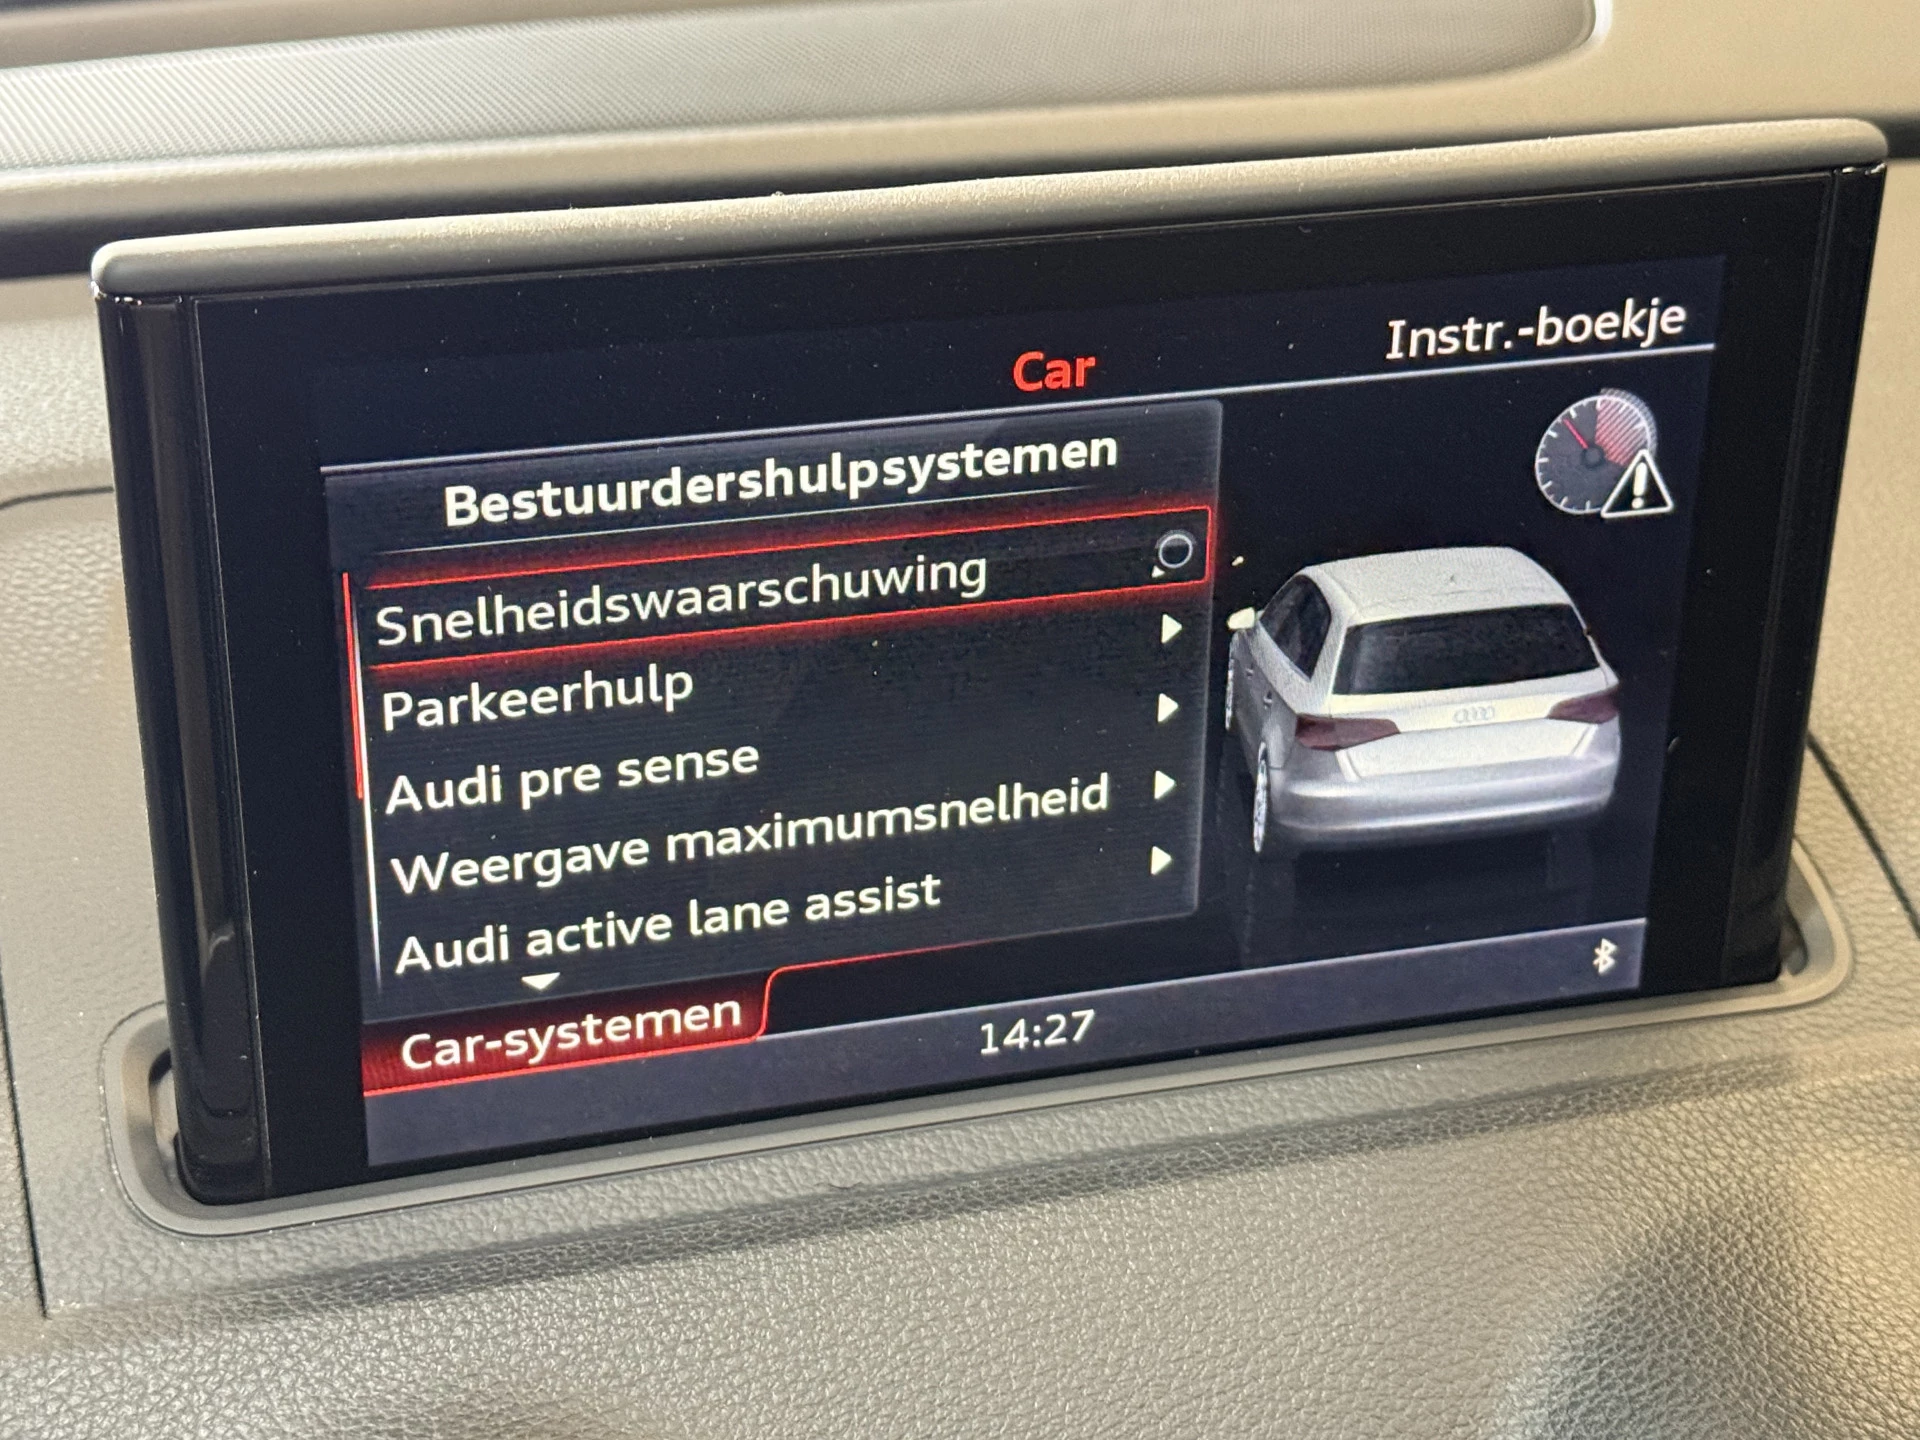 Instr.-boekje
Car
Bestuurdershulpsystemen
Snelheidswaarschuwing
Parkeerhulp
Audi pre sense
Weergave maximumsnelheid
Audi active lane assist
Car-systemen
14:27